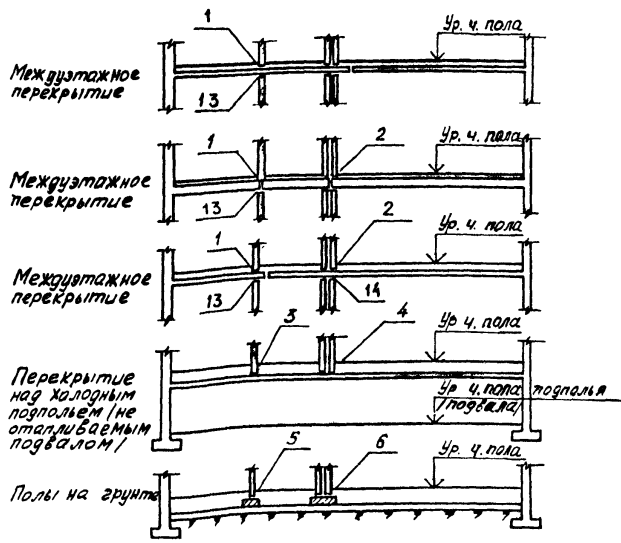 1
Ур. ч. пола
Междуэтажное
перекрытие
13
1
2
Ур. ч. пола
Междуэтажное
перекрытие
13
1
2
Ур. ч. пола
Междуэтажное
перекрытие
13
14
3
4
Ур ч. пола
Перекрытие
над холодным
подпольем /не
отапливаемым
подвалом/
Ур. ч. пола подполья
/подвала/
5
6
Ур. ч. пола
Полы на грунте